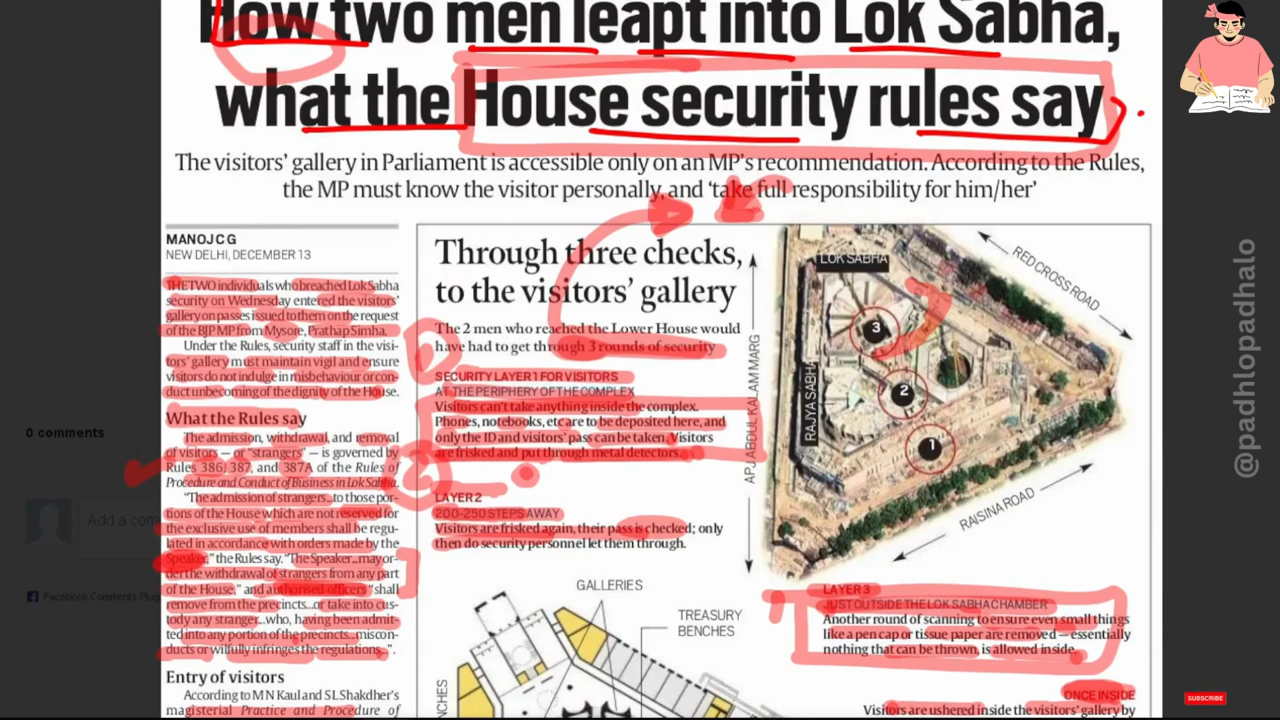 How two men leapt into Lok Sabha,
what the House security rules say
The visitors' gallery in Parliament is accessible only on an MP's recommendation. According to the Rules,
the MP must know the visitor personally, and 'take full responsibility for him/her'
MANOJ C G
NEW DELHI, DECEMBER 13
THE TWO individuals who breached Lok Sabha
security on Wednesday entered the visitors'
gallery on passes issued to them on the request
of the BJP MP from Mysore, Prathap Simha.
Under the Rules, security staff in the visi-
tors' gallery must maintain vigil and ensure
visitors do not indulge in misbehaviour or con-
duct unbecoming of the dignity of the House.
What the Rules say
The admission, withdrawal, and removal
of visitors — or "strangers" — is governed by
Rules 386, 387, and 387A of the Rules of
Procedure and Conduct of Business in Lok Sabha.
"The admission of strangers...to those por-
tions of the House which are not reserved for
the exclusive use of members shall be regu-
lated in accordance with orders made by the
Speaker," the Rules say. "The Speaker...may or-
der the withdrawal of strangers from any part
of the House," and authorised officers "shall
remove from the precincts...or take into cus-
tody any stranger...who, having been admit-
ted into any portion of the precincts...miscon-
ducts or wilfully infringes the regulations...".
Entry of visitors
According to M N Kaul and S L Shakdher's
magisterial Practice and Procedure of
Through three checks,
to the visitors' gallery
The 2 men who reached the Lower House would
have had to get through 3 rounds of security
SECURITY LAYER 1 FOR VISITORS
AT THE PERIPHERY OF THE COMPLEX
Visitors can't take anything inside the complex.
Phones, notebooks, etc are to be deposited here, and
only the ID and visitors' pass can be taken. Visitors
are frisked and put through metal detectors.
LAYER 2
200-250 STEPS AWAY
Visitors are frisked again, their pass is checked; only
then do security personnel let them through.
GALLERIES
TREASURY
BENCHES
NCHES
LOK SABHA
RAJYA SABHA
APJ ABDUL KALAM MARG
RED CROSS ROAD
RAISINA ROAD
3
2
1
LAYER 3
JUST OUTSIDE THE LOK SABHA CHAMBER
Another round of scanning to ensure even small things
like a pen cap or tissue paper are removed — essentially
nothing that can be thrown, is allowed inside.
ONCE INSIDE
Visitors are ushered inside the visitors' gallery by
0 comments
Add a com
Facebook Comments Plug
@padhlopadhalo
SUBSCRIBE